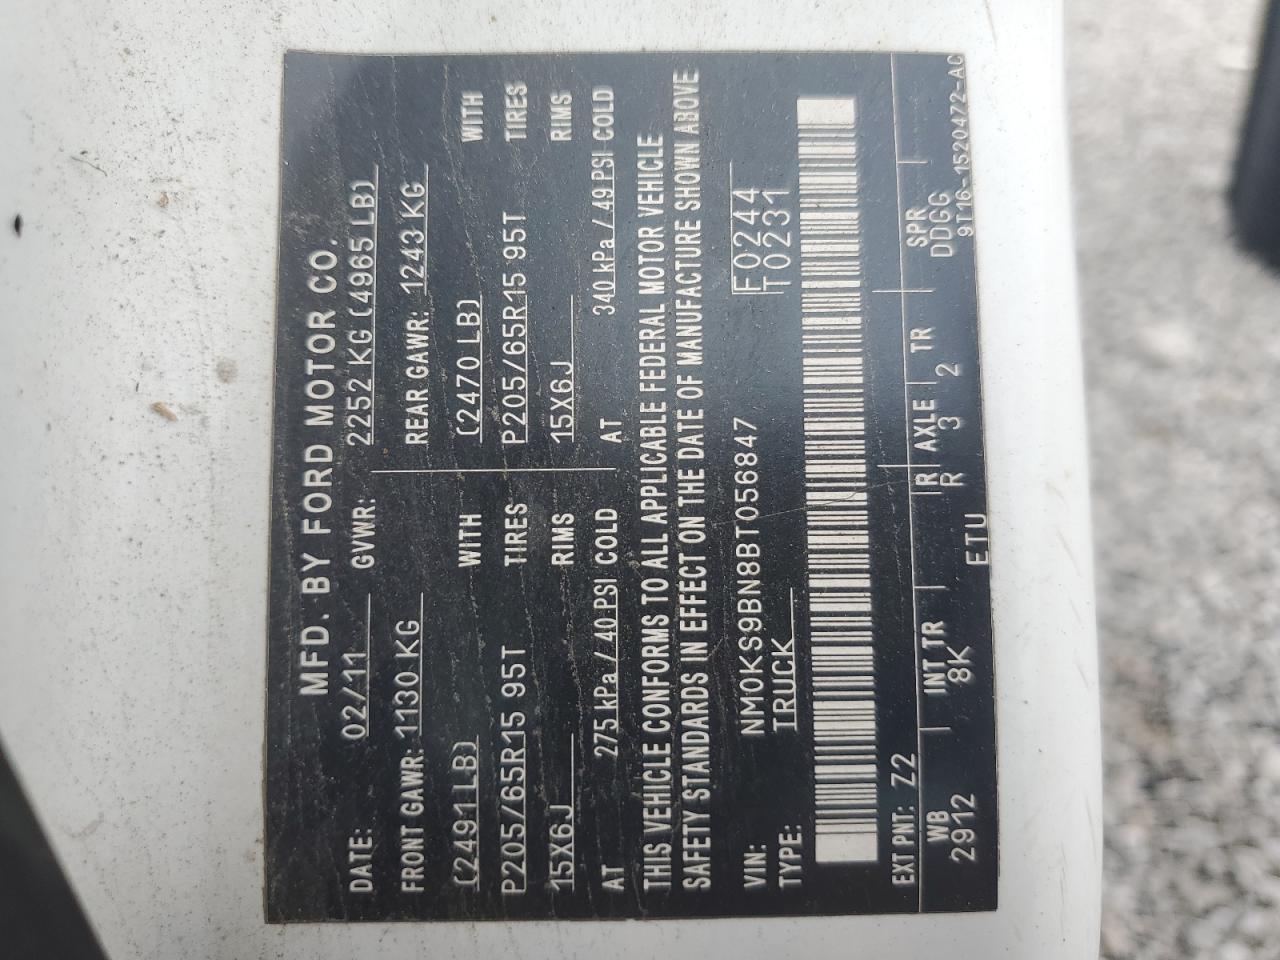 MFD. BY FORD MOTOR CO.
DATE: 02/11 GVWR: 2252 KG (4965 LB)
FRONT GAWR: 1130 KG REAR GAWR: 1243 KG
(2491 LB) WITH (2470 LB) WITH
P205/65R15 95T TIRES P205/65R15 95T TIRES
15X6J RIMS 15X6J RIMS
AT 275 kPa / 40 PSI COLD AT 340 kPa / 49 PSI COLD
THIS VEHICLE CONFORMS TO ALL APPLICABLE FEDERAL MOTOR VEHICLE
SAFETY STANDARDS IN EFFECT ON THE DATE OF MANUFACTURE SHOWN ABOVE
VIN: NM0KS9BN8BT056847 F0244
TYPE: TRUCK T0231
EXT PNT: Z2
WB INT TR R AXLE TR SPR
2912 8K R 3 2 DDGG
ETU 9T16-1520472-AC